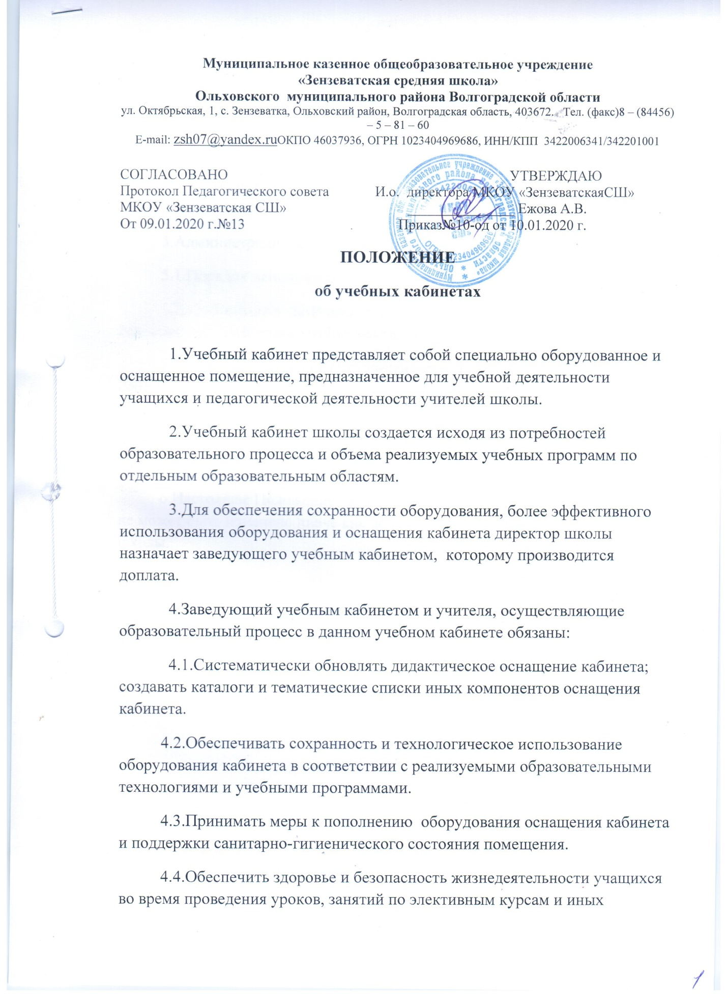 Муниципальное казенное общеобразовательное учреждение
«Зензеватская средняя школа»
Ольховского муниципального района Волгоградской области
ул. Октябрьская, 1, с. Зензеватка, Ольховский район, Волгоградская область, 403672. Тел. (факс)8 – (84456)
– 5 – 81 – 60
E-mail: zsh07@yandex.ruОКПО 46037936, ОГРН 1023404969686, ИНН/КПП 3422006341/342201001
СОГЛАСОВАНО
Протокол Педагогического совета
МКОУ «Зензеватская СШ»
От 09.01.2020 г.№13
УТВЕРЖДАЮ
И.о. директора МКОУ «ЗензеватскаяСШ»
Ежова А.В.
Приказ№10-од от 10.01.2020 г.
ПОЛОЖЕНИЕ
об учебных кабинетах
1.Учебный кабинет представляет собой специально оборудованное и
оснащенное помещение, предназначенное для учебной деятельности
учащихся и педагогической деятельности учителей школы.
2.Учебный кабинет школы создается исходя из потребностей
образовательного процесса и объема реализуемых учебных программ по
отдельным образовательным областям.
3.Для обеспечения сохранности оборудования, более эффективного
использования оборудования и оснащения кабинета директор школы
назначает заведующего учебным кабинетом, которому производится
доплата.
4.Заведующий учебным кабинетом и учителя, осуществляющие
образовательный процесс в данном учебном кабинете обязаны:
4.1.Систематически обновлять дидактическое оснащение кабинета;
создавать каталоги и тематические списки иных компонентов оснащения
кабинета.
4.2.Обеспечивать сохранность и технологическое использование
оборудования кабинета в соответствии с реализуемыми образовательными
технологиями и учебными программами.
4.3.Принимать меры к пополнению оборудования оснащения кабинета
и поддержки санитарно-гигиенического состояния помещения.
4.4.Обеспечить здоровье и безопасность жизнедеятельности учащихся
во время проведения уроков, занятий по элективным курсам и иных
1